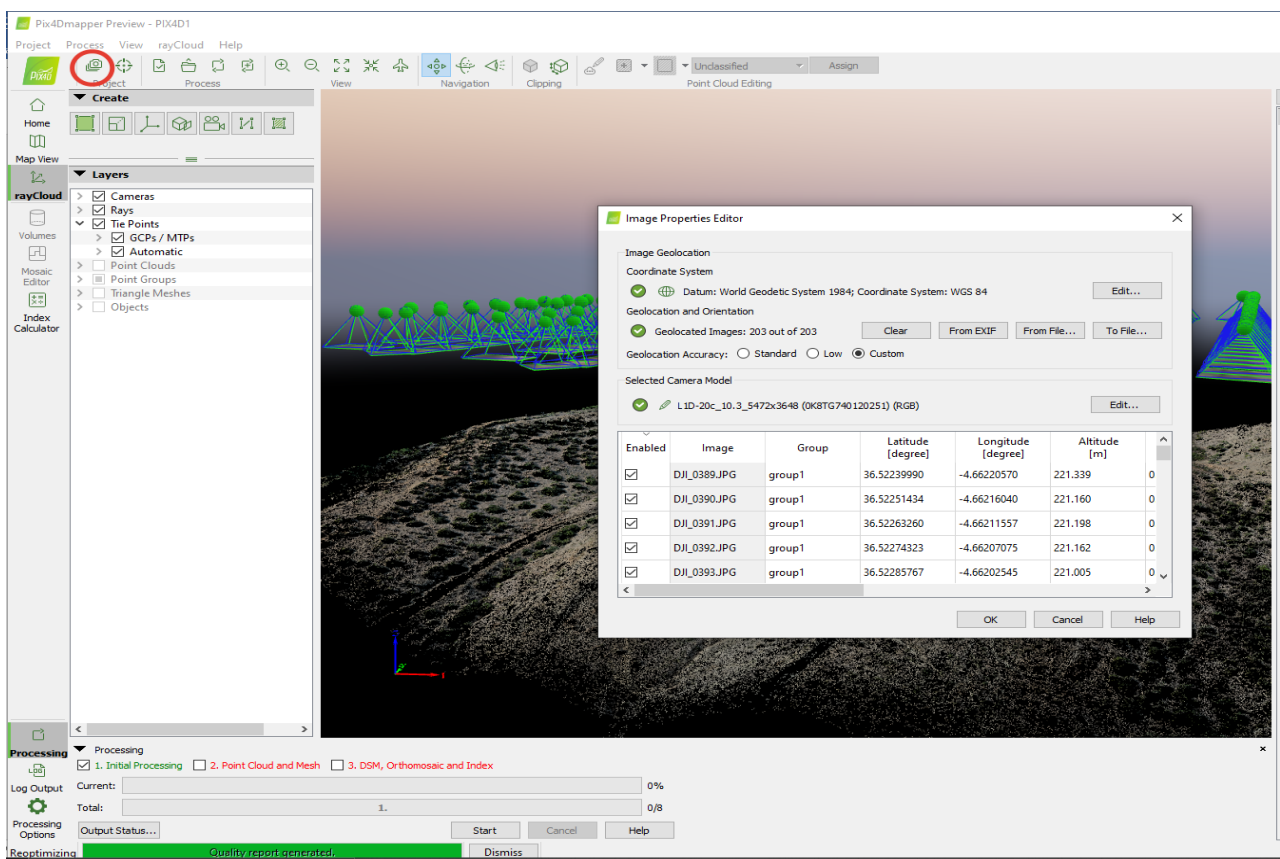 Pix4Dmapper Preview - PIX4D1
Project Process View rayCloud Help
PIX4D
Unclassified Assign
Project Process View Navigation Clipping Point Cloud Editing
Home
Map View
rayCloud
Volumes
Mosaic
Editor
Index
Calculator
Create
Layers
Cameras
Rays
Tie Points
GCPs / MTPs
Automatic
Point Clouds
Point Groups
Triangle Meshes
Objects
Image Properties Editor
Image Geolocation
Coordinate System
Datum: World Geodetic System 1984; Coordinate System: WGS 84 Edit...
Geolocation and Orientation
Geolocated Images: 203 out of 203 Clear From EXIF From File... To File...
Geolocation Accuracy: Standard Low Custom
Selected Camera Model
L1D-20c_10.3_5472x3648 (0K8TG740120251) (RGB) Edit...
Enabled Image Group Latitude [degree] Longitude [degree] Altitude [m]
DJI_0389.JPG group1 36.52239990 -4.66220570 221.339 0
DJI_0390.JPG group1 36.52251434 -4.66216040 221.160 0
DJI_0391.JPG group1 36.52263260 -4.66211557 221.198 0
DJI_0392.JPG group1 36.52274323 -4.66207075 221.162 0
DJI_0393.JPG group1 36.52285767 -4.66202545 221.005 0
OK Cancel Help
Processing
Log Output
Processing
Options
Processing
1. Initial Processing 2. Point Cloud and Mesh 3. DSM, Orthomosaic and Index
Current: 0%
Total: 1. 0/8
Output Status... Start Cancel Help
Reoptimizing Quality report generated. Dismiss